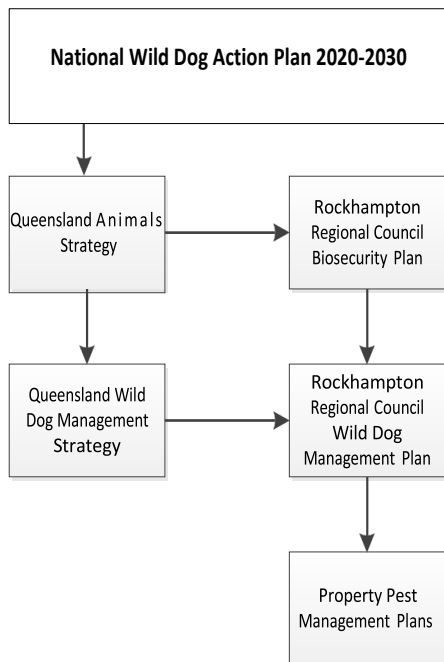 National Wild Dog Action Plan 2020-2030
Queensland Animals
Strategy
Rockhampton
Regional Council
Biosecurity Plan
Queensland Wild
Dog Management
Strategy
Rockhampton
Regional Council
Wild Dog
Management Plan
Property Pest
Management Plans